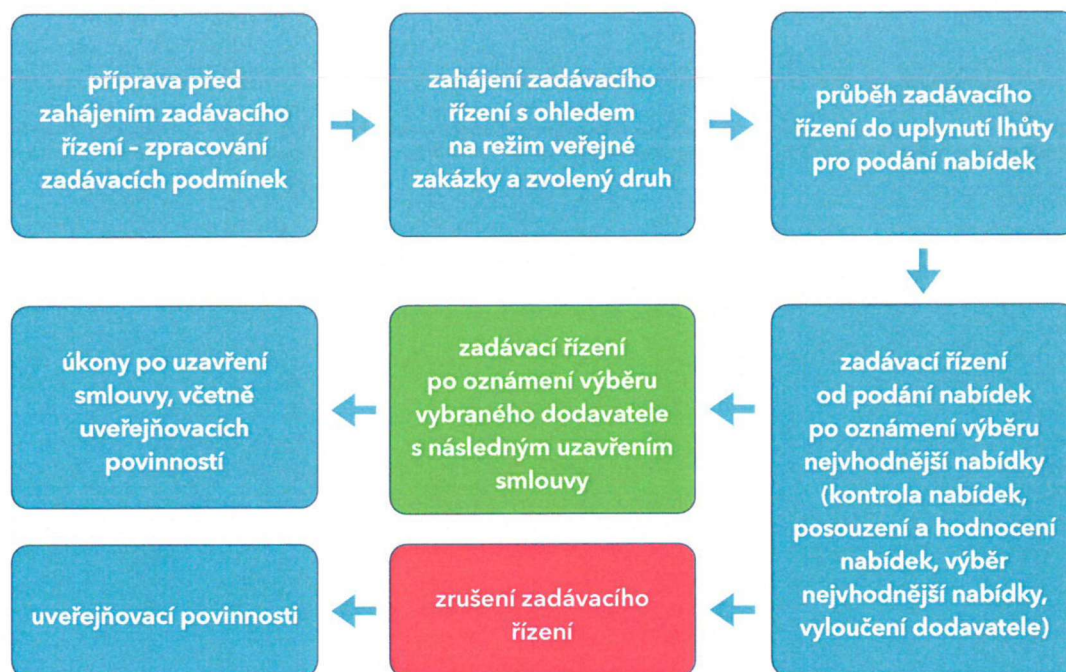 příprava před
zahájením zadávacího
řízení – zpracování
zadávacích podmínek
zahájení zadávacího
řízení s ohledem
na režim veřejné
zakázky a zvolený druh
průběh zadávacího
řízení do uplynutí lhůty
pro podání nabídek
zadávací řízení
od podání nabídek
po oznámení výběru
nejvhodnější nabídky
(kontrola nabídek,
posouzení a hodnocení
nabídek, výběr
nejvhodnější nabídky,
vyloučení dodavatele)
zadávací řízení
po oznámení výběru
vybraného dodavatele
s následným uzavřením
smlouvy
úkony po uzavření
smlouvy, včetně
uveřejňovacích
povinností
zrušení zadávacího
řízení
uveřejňovací povinnosti